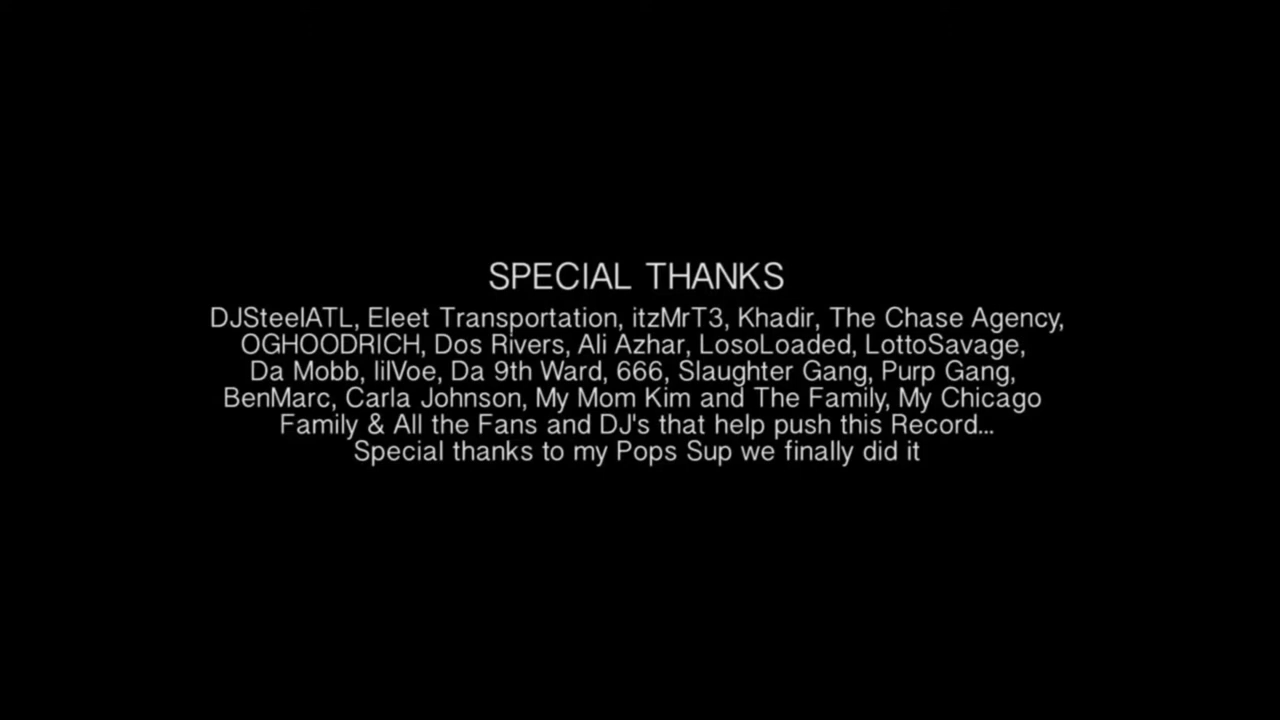 SPECIAL THANKS
DJSteelATL, Eleet Transportation, itzMrT3, Khadir, The Chase Agency,
OGHOODRICH, Dos Rivers, Ali Azhar, LosoLoaded, LottoSavage,
Da Mobb, lilVoe, Da 9th Ward, 666, Slaughter Gang, Purp Gang,
BenMarc, Carla Johnson, My Mom Kim and The Family, My Chicago
Family & All the Fans and DJ's that help push this Record...
Special thanks to my Pops Sup we finally did it